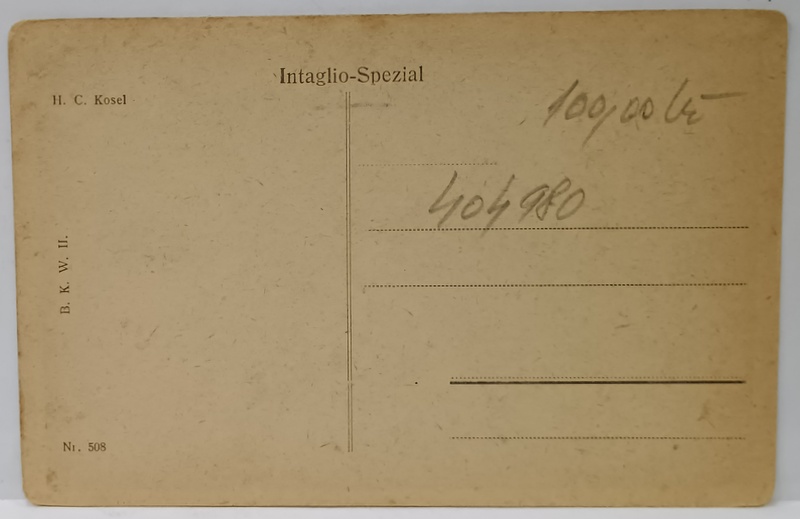 Intaglio-Spezial
H. C. Kosel
100,00 lei
404980
B. K. W. II.
Nr. 508